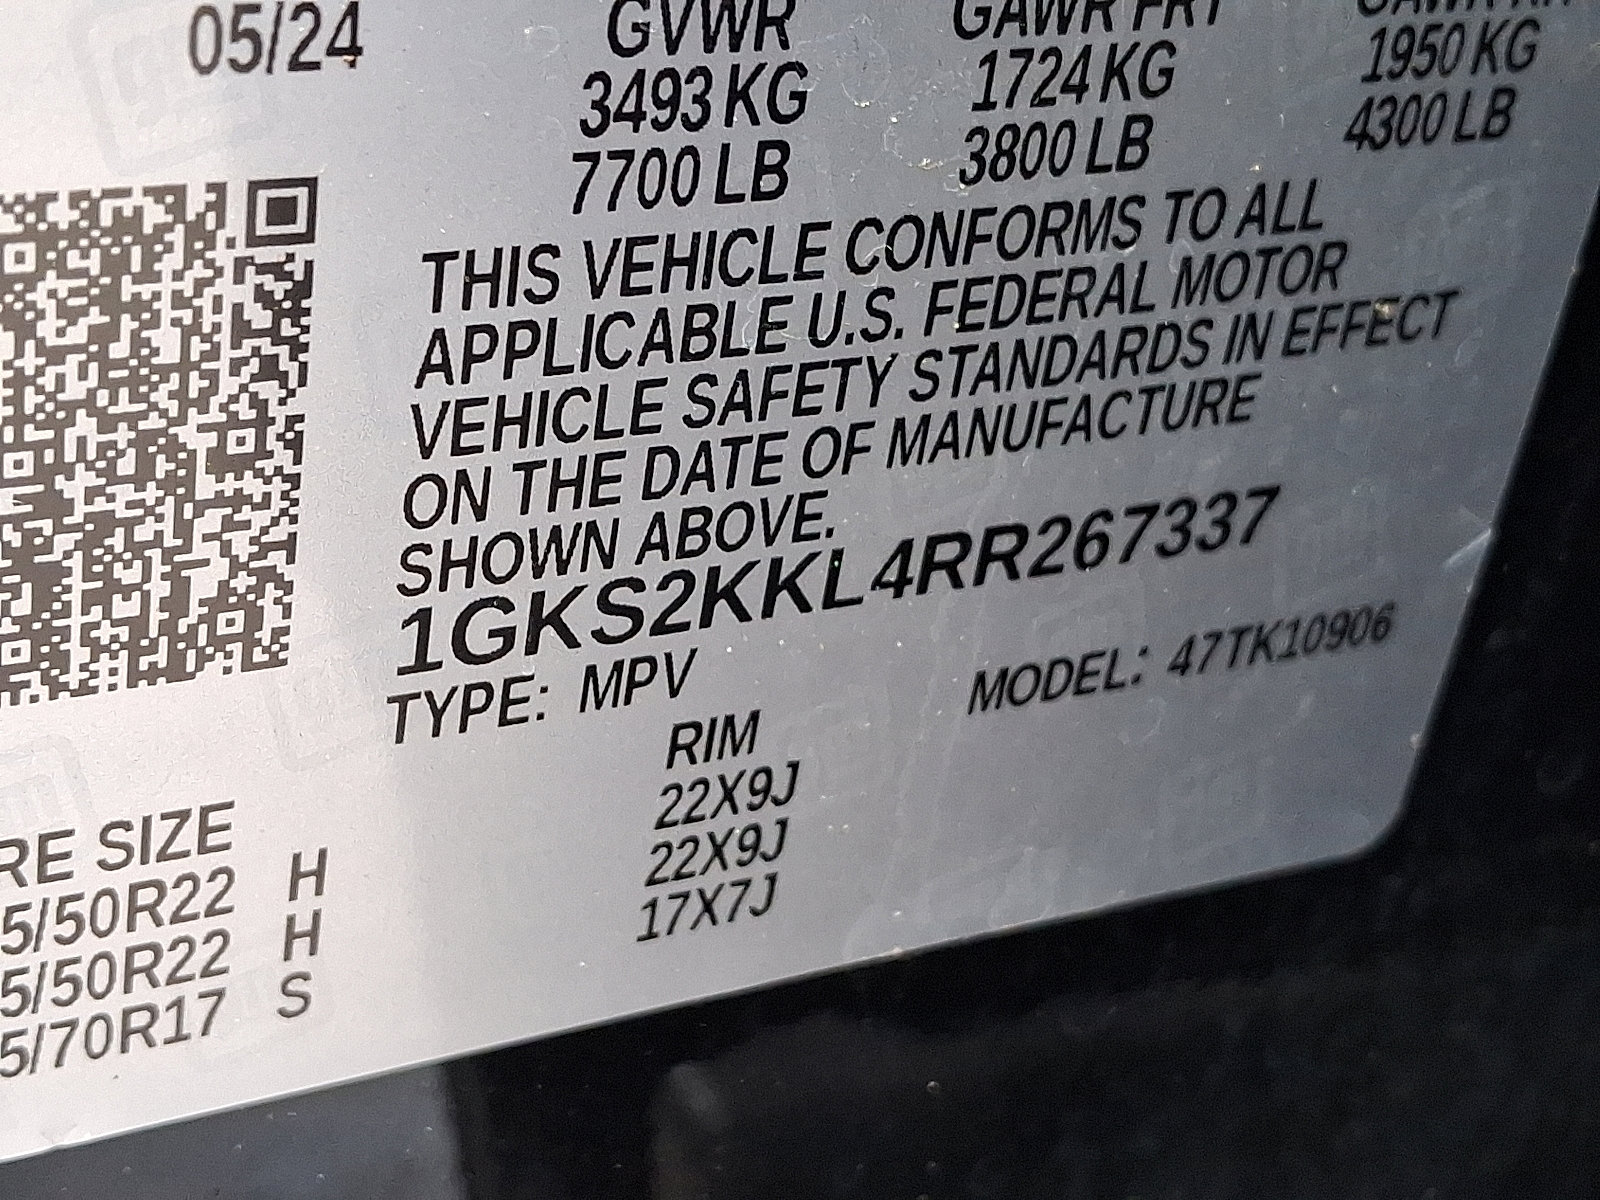 05/24 GVWR GAWR FRT GAWR RR
3493 KG 1724 KG 1950 KG
7700 LB 3800 LB 4300 LB
THIS VEHICLE CONFORMS TO ALL
APPLICABLE U.S. FEDERAL MOTOR
VEHICLE SAFETY STANDARDS IN EFFECT
ON THE DATE OF MANUFACTURE
SHOWN ABOVE.
1GKS2KKL4RR267337
TYPE: MPV MODEL: 47TK10906
RE SIZE RIM
5/50R22 H 22X9J
5/50R22 H 22X9J
5/70R17 S 17X7J